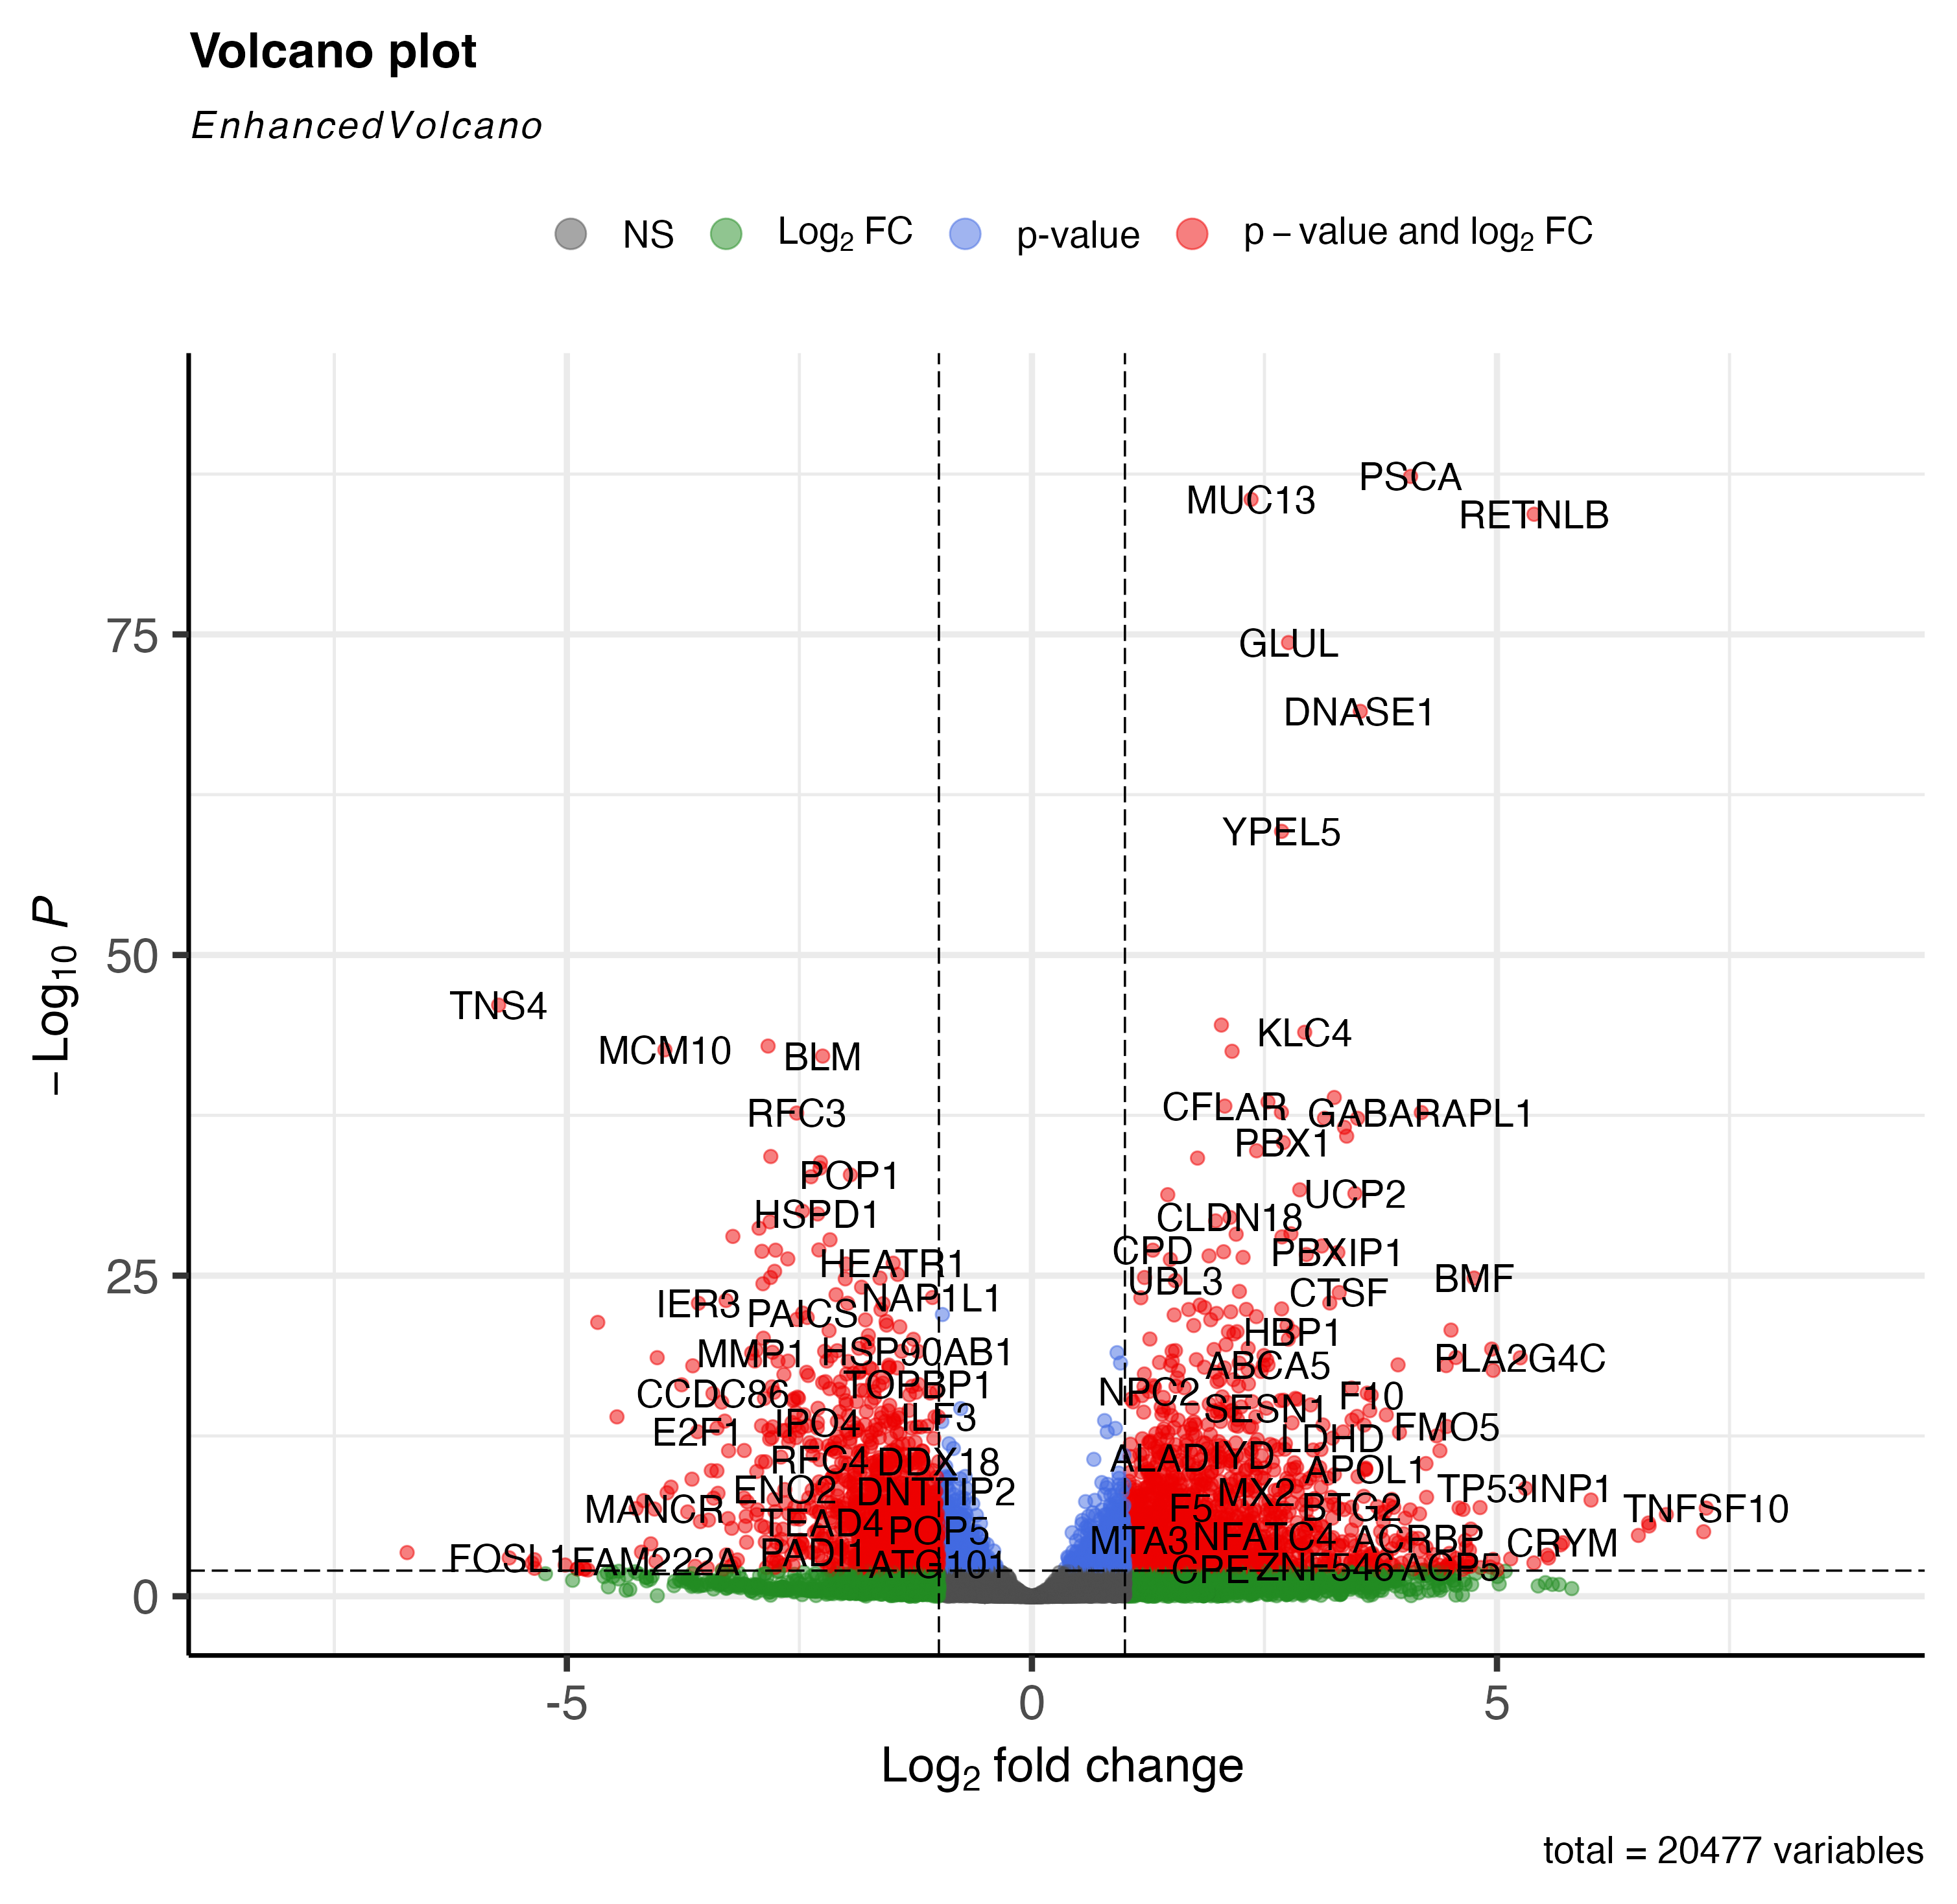 Volcano plot
EnhancedVolcano
NS Log2 FC p-value p – value and log2 FC
PSCA
MUC13
RETNLB
75
GLUL
DNASE1
YPEL5
–Log10 P
50
TNS4
KLC4
MCM10
BLM
CFLAR
RFC3
GABARAPL1
PBX1
POP1
UCP2
HSPD1
CLDN18
CPD
PBXIP1
HEATR1
25
UBL3
BMF
CTSF
IER3
NAP1L1
PAICS
HBP1
MMP1
HSP90AB1
PLA2G4C
ABCA5
TOPBP1
CCDC86
NPC2
F10
SESN1
IPO4
ILF3
E2F1
FMO5
LDHD
RFC4
DDX18
ALAD
IYD
APOL1
ENO2
DNTTIP2
MX2
TP53INP1
MANCR
F5
BTG2
TNFSF10
TEAD4
POP5
MTA3
NFATC4
ACRBP
CRYM
FOSL1
FAM222A
PADI1
ATG101
CPE
ZNF546
ACP5
0
-5 0 5
Log2 fold change
total = 20477 variables